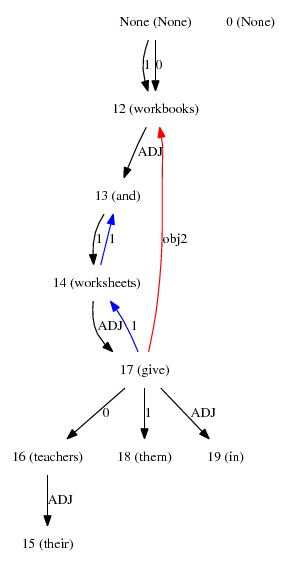 None (None) 0 (None)
1 0
12 (workbooks)
ADJ
13 (and)
1 1 obj2
14 (worksheets)
ADJ 1
17 (give)
0 1 ADJ
16 (teachers) 18 (thern) 19 (in)
ADJ
15 (their)